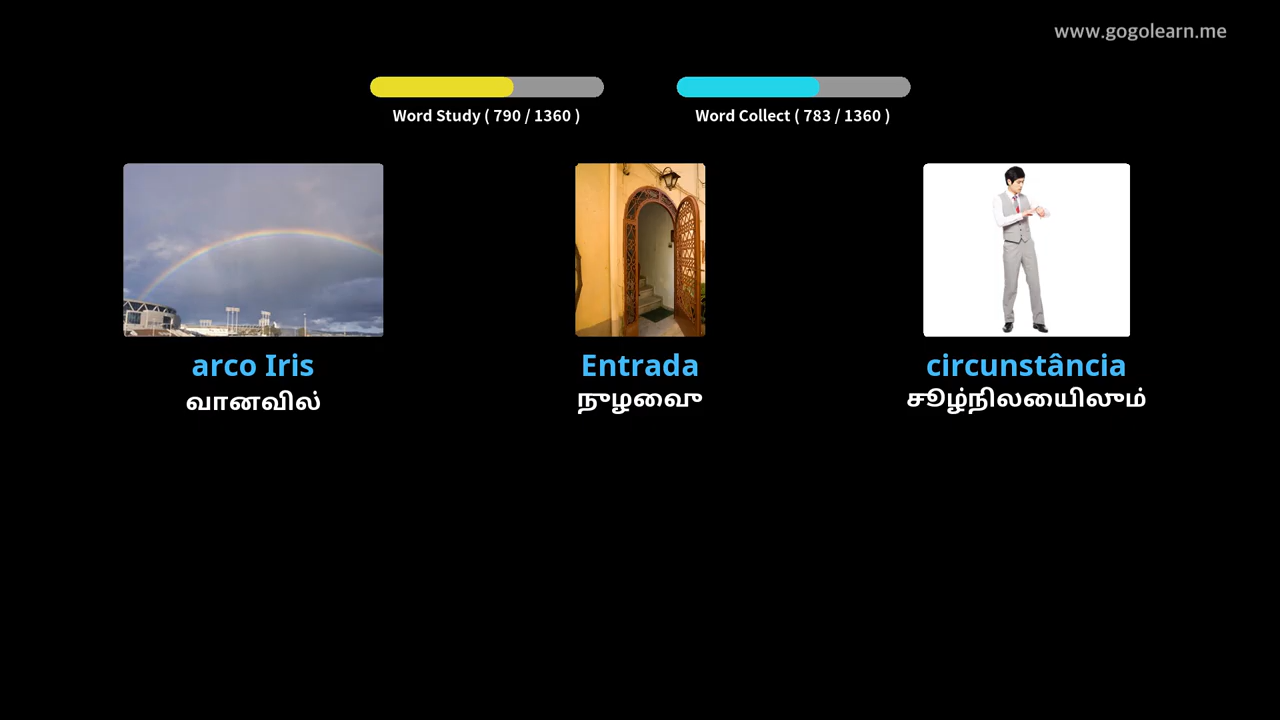 www.gogolearn.me
Word Study ( 790 / 1360 )
Word Collect ( 783 / 1360 )
arco Iris
Entrada
circunstância
வானவில்
நுழைவு
சூழ்நிலையிலும்